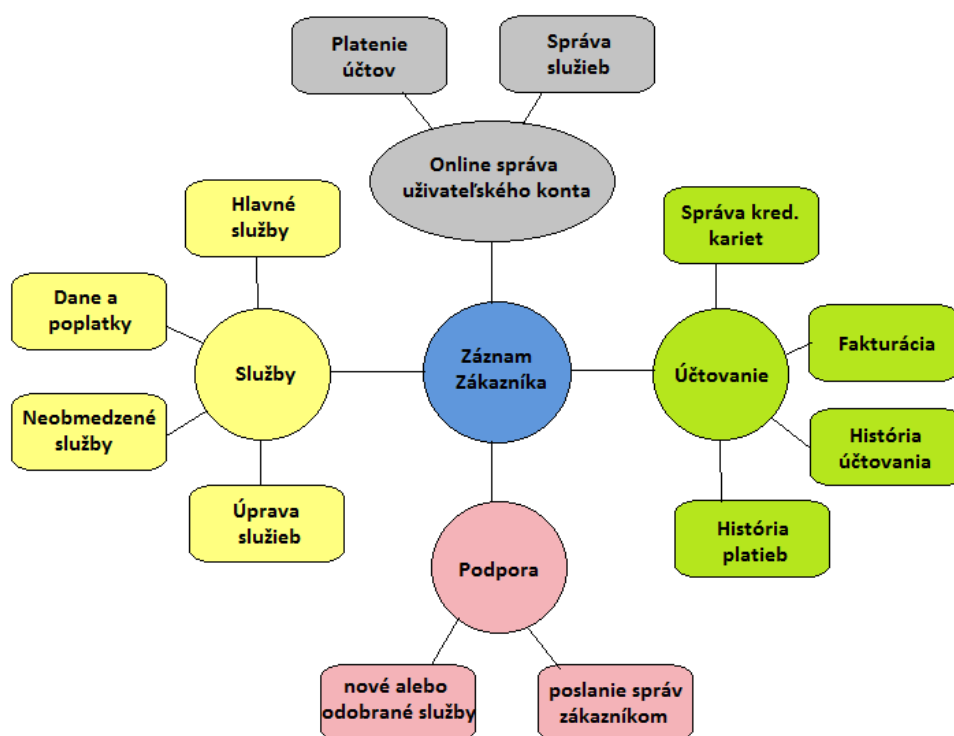 Platenie
účtov
Správa
služieb
Online správa
uživateľského konta
Hlavné
služby
Správa kred.
kariet
Dane a
poplatky
Fakturácia
Služby
Záznam
Zákazníka
Účtovanie
Neobmedzené
služby
História
účtovania
Úprava
služieb
História
platieb
Podpora
nové alebo
odobrané služby
poslanie správ
zákazníkom